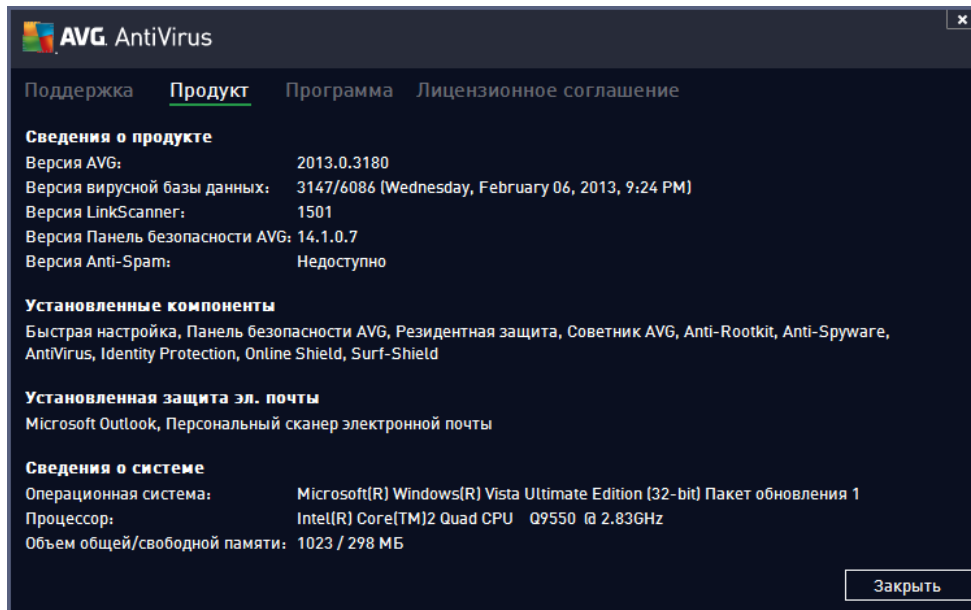 AVG. AntiVirus
Поддержка Продукт Программа Лицензионное соглашение
Сведения о продукте
Версия AVG: 2013.0.3180
Версия вирусной базы данных: 3147/6086 (Wednesday, February 06, 2013, 9:24 PM)
Версия LinkScanner: 1501
Версия Панель безопасности AVG: 14.1.0.7
Версия Anti-Spam: Недоступно
Установленные компоненты
Быстрая настройка, Панель безопасности AVG, Резидентная защита, Советник AVG, Anti-Rootkit, Anti-Spyware,
AntiVirus, Identity Protection, Online Shield, Surf-Shield
Установленная защита эл. почты
Microsoft Outlook, Персональный сканер электронной почты
Сведения о системе
Операционная система: Microsoft(R) Windows(R) Vista Ultimate Edition (32-bit) Пакет обновления 1
Процессор: Intel(R) Core(TM)2 Quad CPU Q9550 @ 2.83GHz
Объем общей/свободной памяти: 1023 / 298 МБ
Закрыть